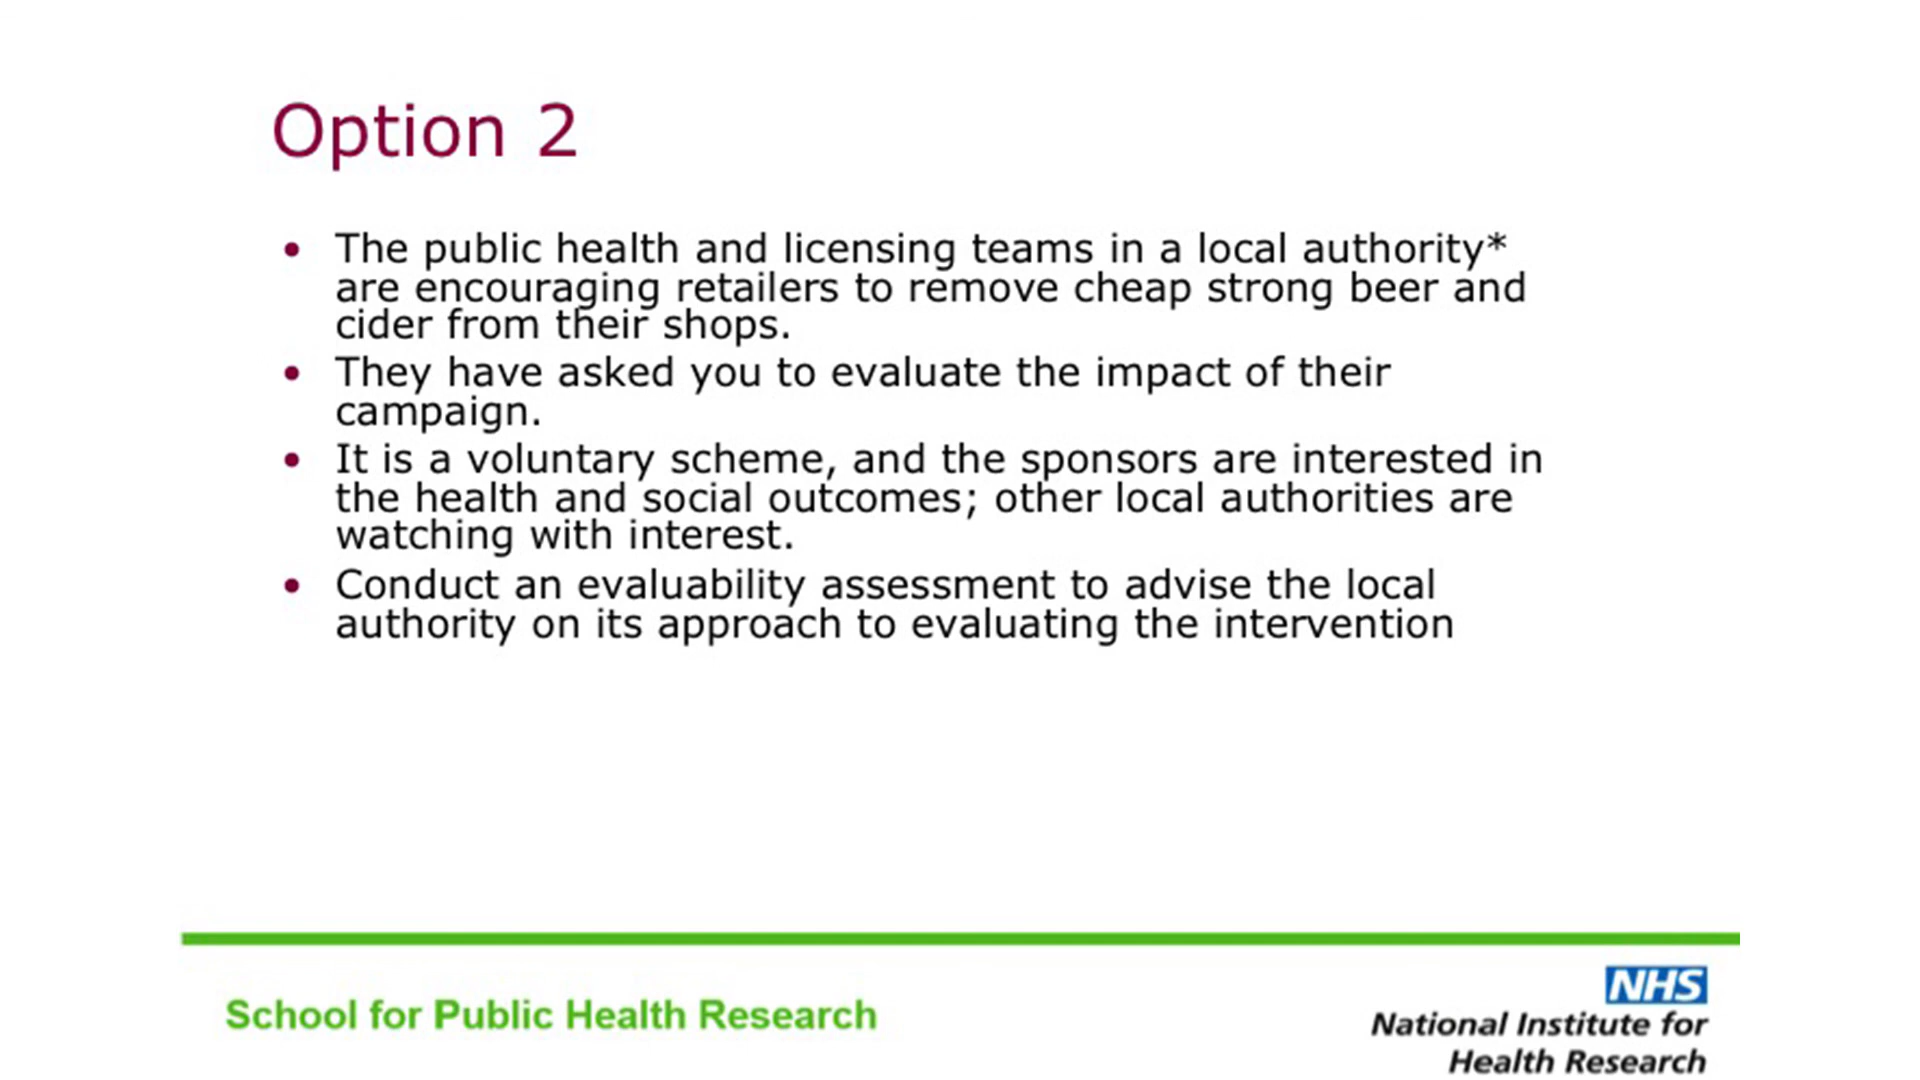 Option 2
• The public health and licensing teams in a local authority*
are encouraging retailers to remove cheap strong beer and
cider from their shops.
• They have asked you to evaluate the impact of their
campaign.
• It is a voluntary scheme, and the sponsors are interested in
the health and social outcomes; other local authorities are
watching with interest.
• Conduct an evaluability assessment to advise the local
authority on its approach to evaluating the intervention
School for Public Health Research
NHS
National Institute for
Health Research